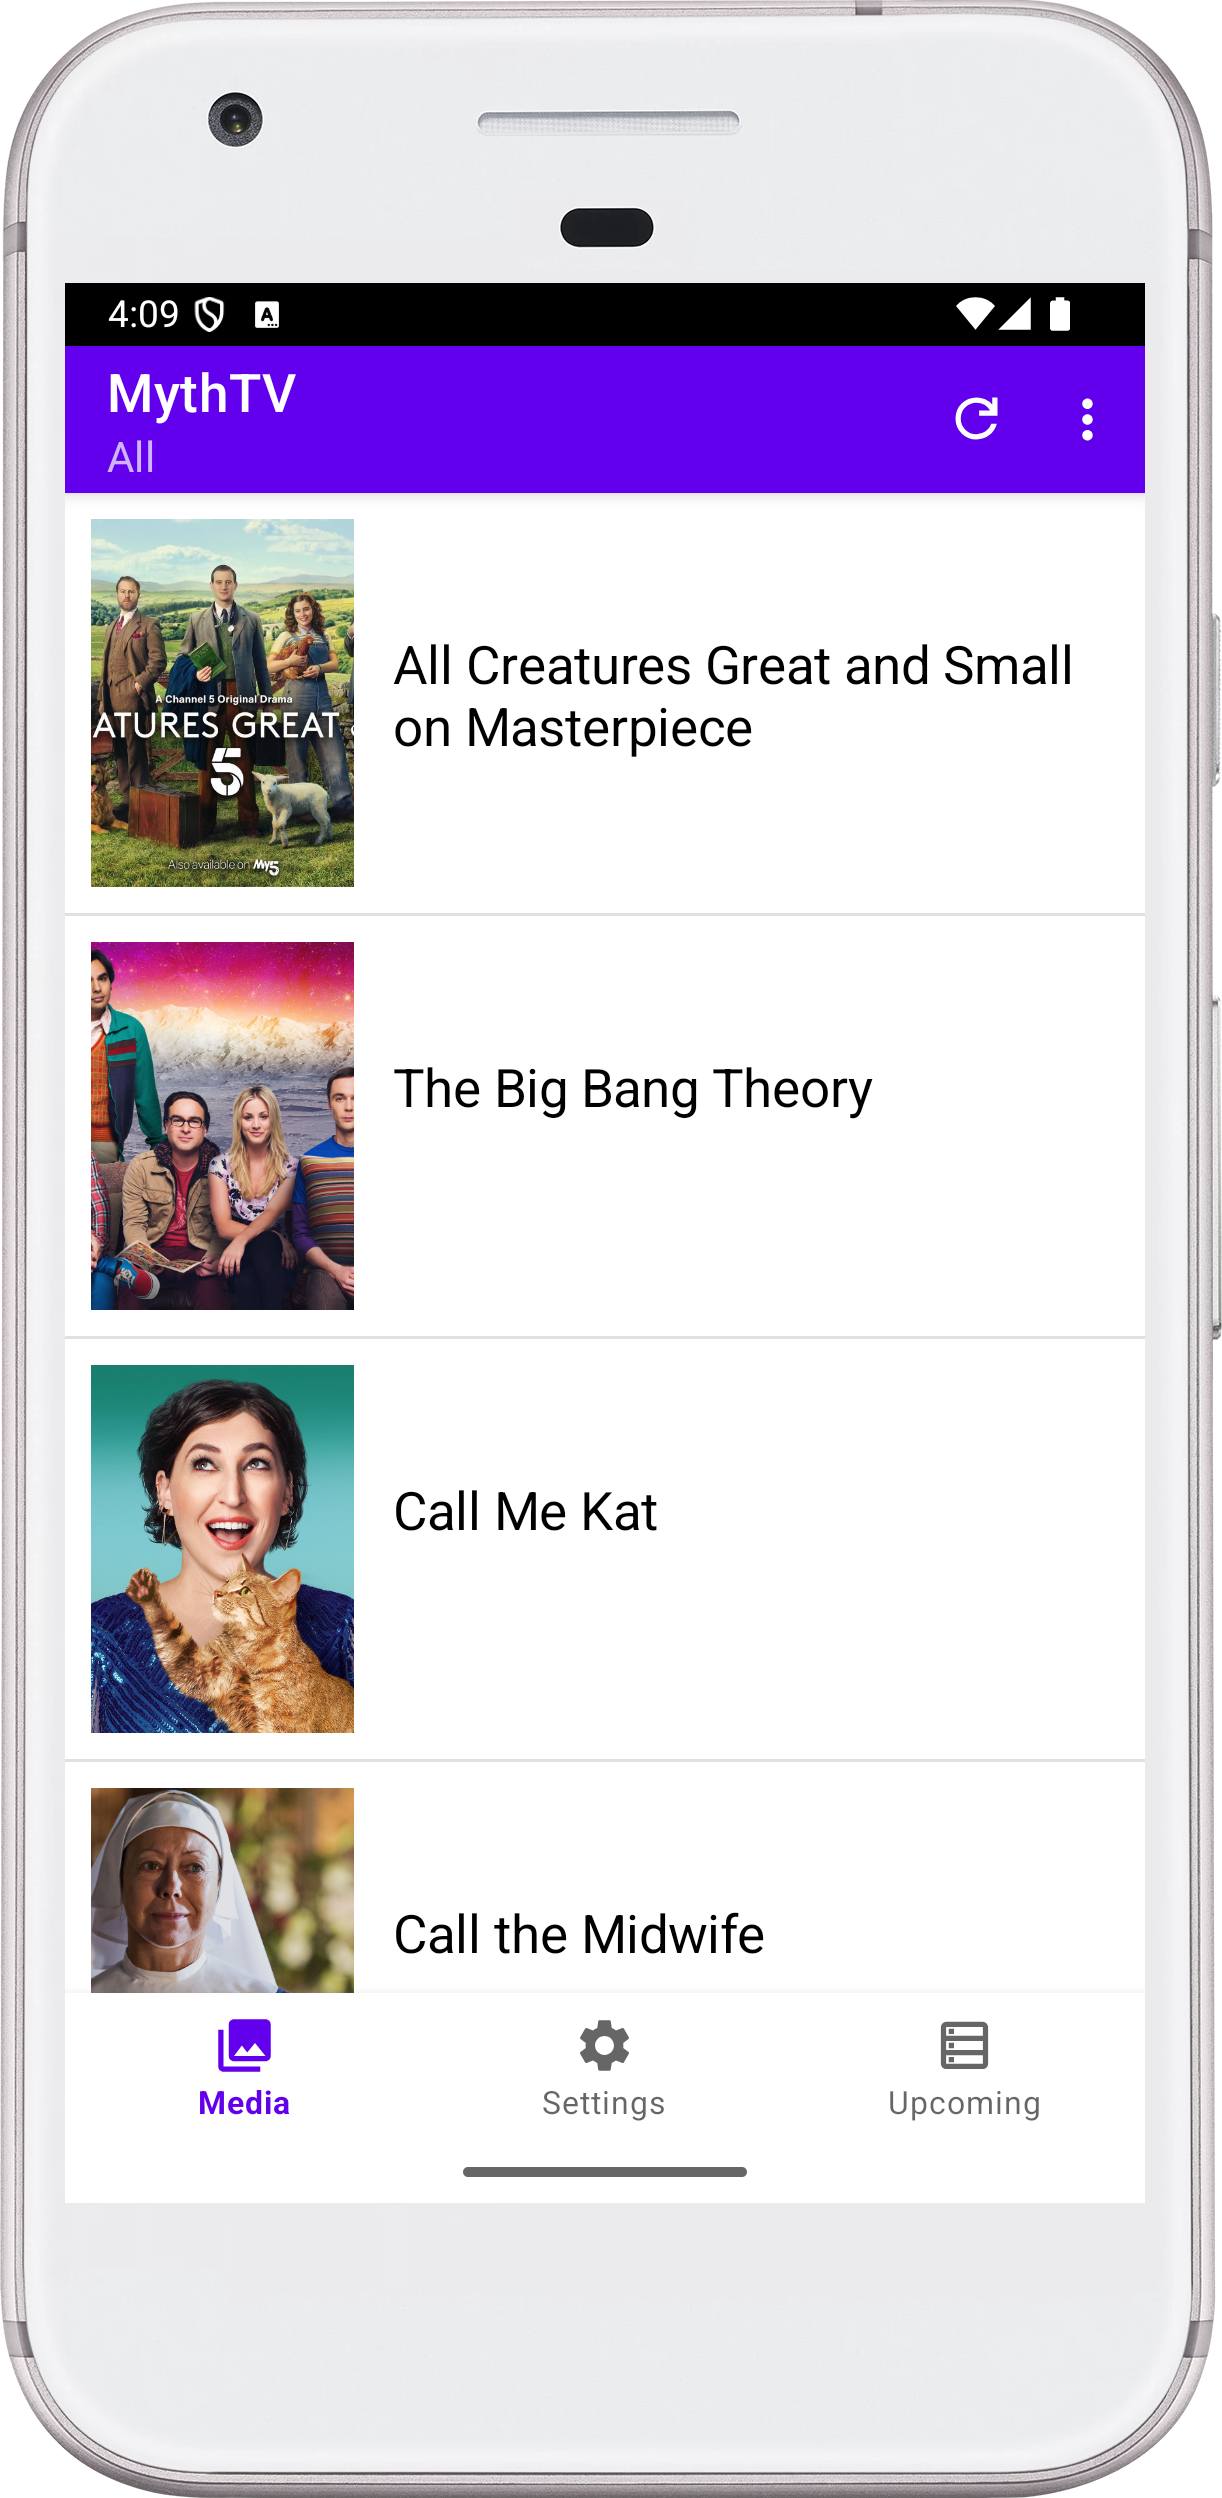 4:09
A
MythTV
All
A Channel 5 Original Drama
ATURES GREAT
5
Also available on My5
All Creatures Great and Small
on Masterpiece
The Big Bang Theory
Call Me Kat
Call the Midwife
Media
Settings
Upcoming